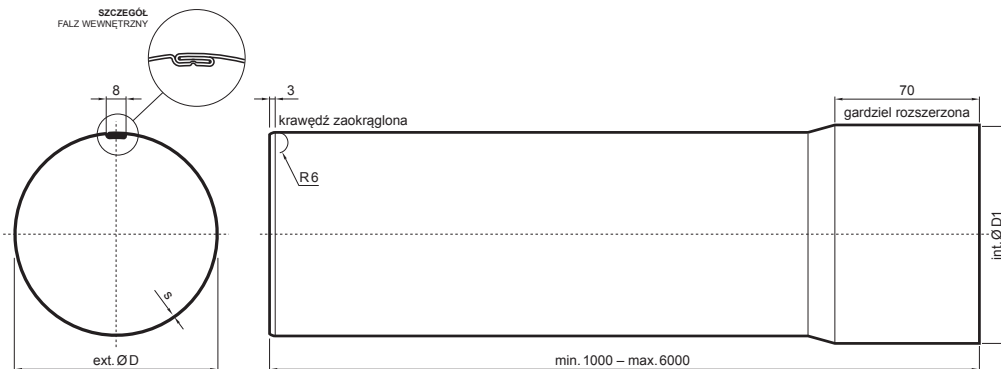 SZCZEGÓŁ
FALZ WEWNĘTRZNY
8
3
70
krawędź zaokrąglona
gardziel rozszerzona
R6
s
int. Ø D1
ext. Ø D
min. 1000 – max. 6000